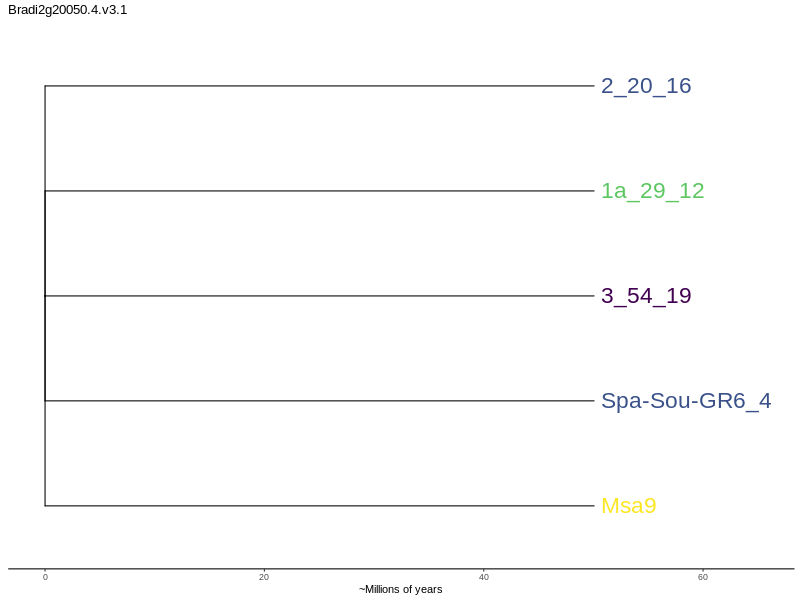 Bradi2g20050.4.v3.1
2_20_16
1a_29_12
3_54_19
Spa-Sou-GR6_4
Msa9
0 20 40 60
~Millions of years